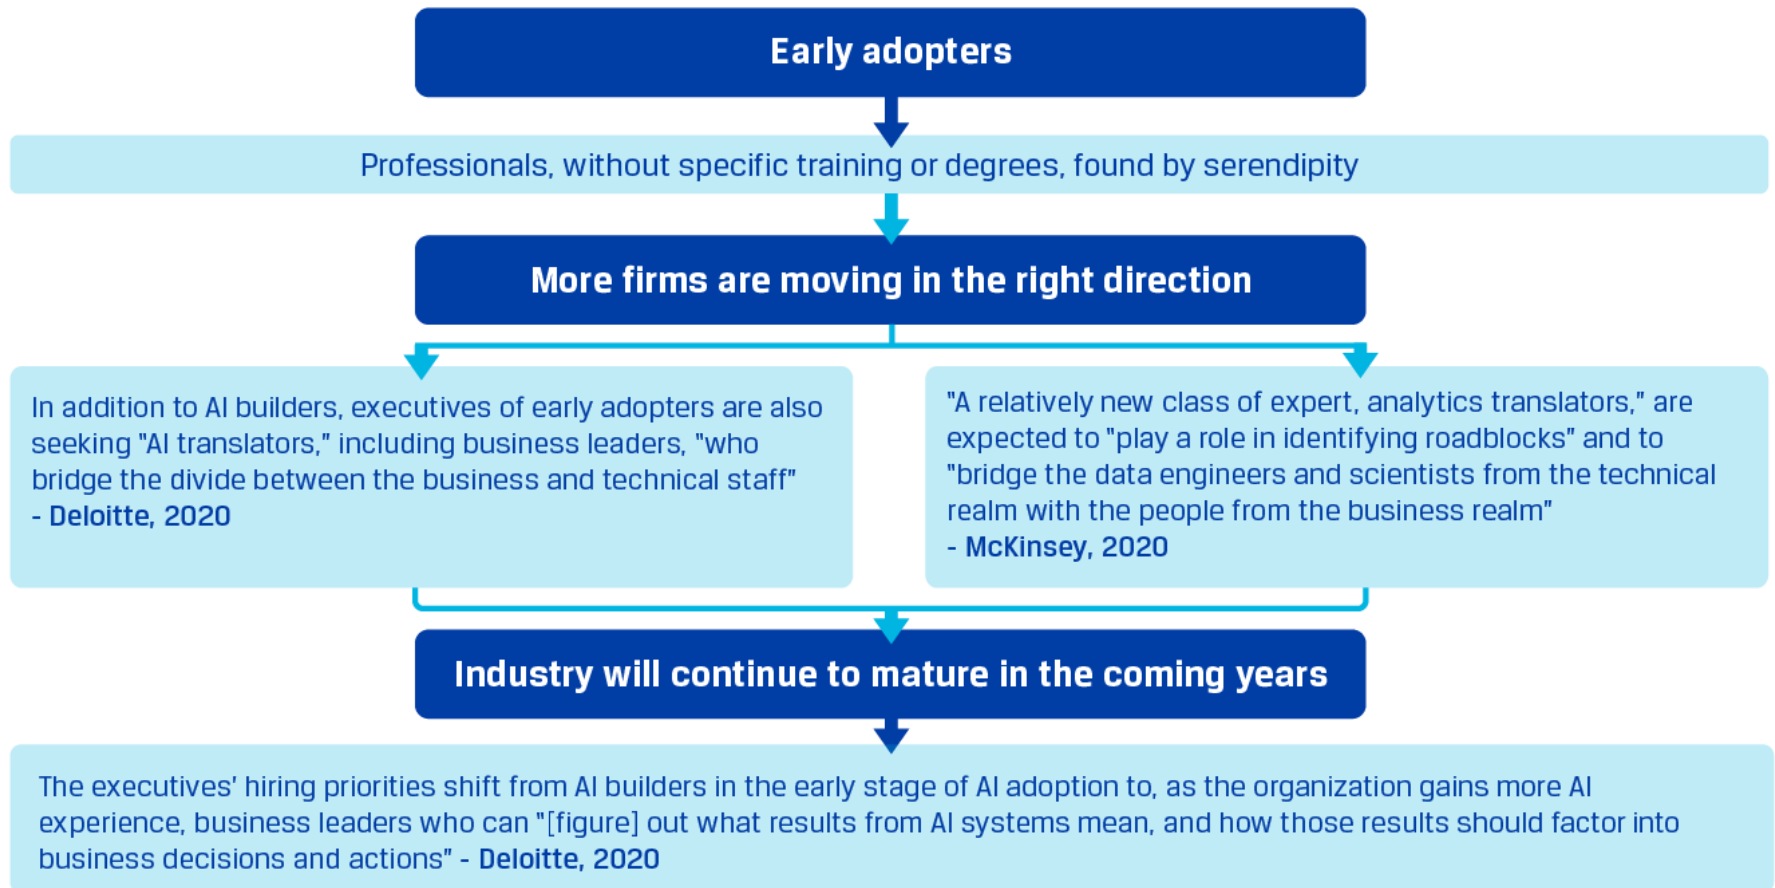 Early adopters
Professionals, without specific training or degrees, found by serendipity
More firms are moving in the right direction
In addition to AI builders, executives of early adopters are also
seeking "AI translators," including business leaders, "who
bridge the divide between the business and technical staff"
- Deloitte, 2020
"A relatively new class of expert, analytics translators," are
expected to "play a role in identifying roadblocks" and to
"bridge the data engineers and scientists from the technical
realm with the people from the business realm"
- McKinsey, 2020
Industry will continue to mature in the coming years
The executives' hiring priorities shift from AI builders in the early stage of AI adoption to, as the organization gains more AI
experience, business leaders who can "[figure] out what results from AI systems mean, and how those results should factor into
business decisions and actions" - Deloitte, 2020